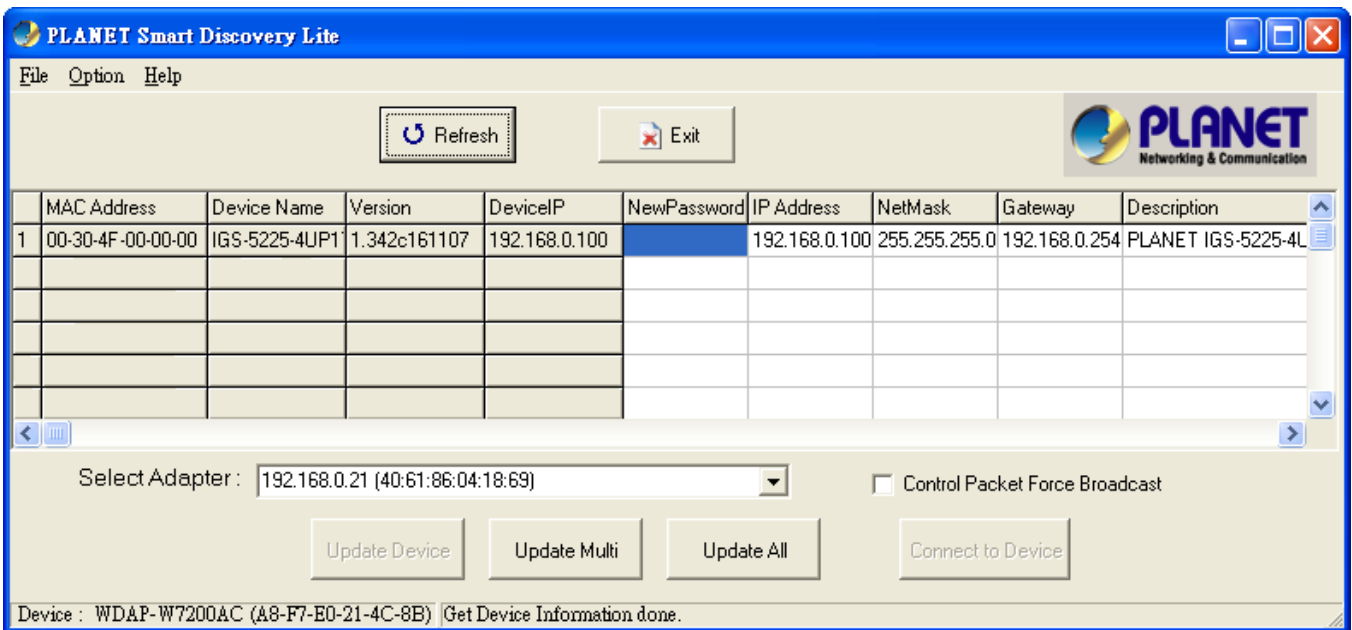 PLANET Smart Discovery Lite
File Option Help
Refresh Exit
PLANET
Networking & Communication
MAC Address Device Name Version DeviceIP NewPassword IP Address NetMask Gateway Description
1 00-30-4F-00-00-00 IGS-5225-4UP1 1.342c161107 192.168.0.100 192.168.0.100 255.255.255.0 192.168.0.254 PLANET IGS-5225-4U
Select Adapter : 192.168.0.21 (40:61:86:04:18:69) Control Packet Force Broadcast
Update Device Update Multi Update All Connect to Device
Device : WDAP-W7200AC (A8-F7-E0-21-4C-8B) Get Device Information done.